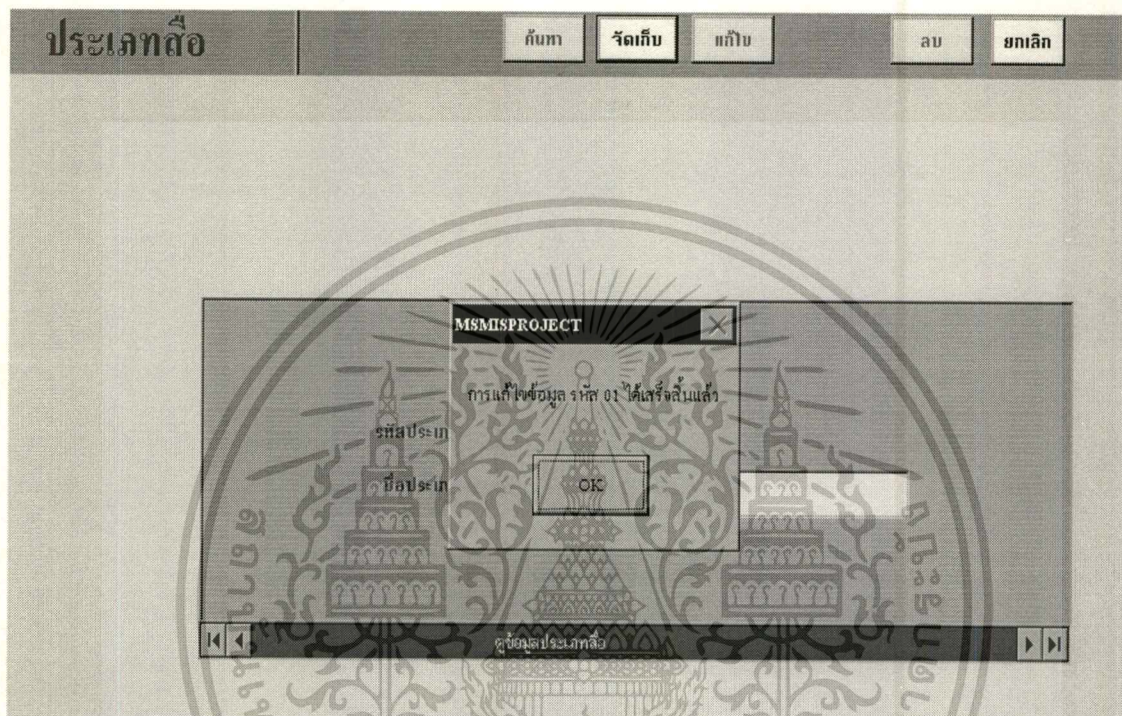 ประเภทสื่อ
ค้นหา
จัดเก็บ
แก้ไข
ลบ
ยกเลิก
MSMISPROJECT
การแก้ไขข้อมูล รหัส 01 ได้เสร็จสิ้นแล้ว
รหัสประเภ
ชื่อประเภ
OK
ดูข้อมูลประเภทสื่อ